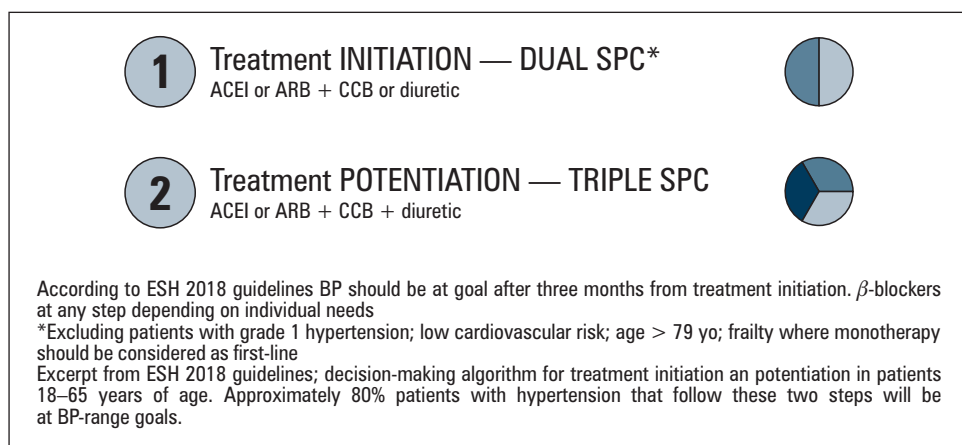 1
Treatment INITIATION — DUAL SPC*
ACEI or ARB + CCB or diuretic
2
Treatment POTENTIATION — TRIPLE SPC
ACEI or ARB + CCB + diuretic
According to ESH 2018 guidelines BP should be at goal after three months from treatment initiation. β-blockers
at any step depending on individual needs
*Excluding patients with grade 1 hypertension; low cardiovascular risk; age > 79 yo; frailty where monotherapy
should be considered as first-line
Excerpt from ESH 2018 guidelines; decision-making algorithm for treatment initiation an potentiation in patients
18–65 years of age. Approximately 80% patients with hypertension that follow these two steps will be
at BP-range goals.